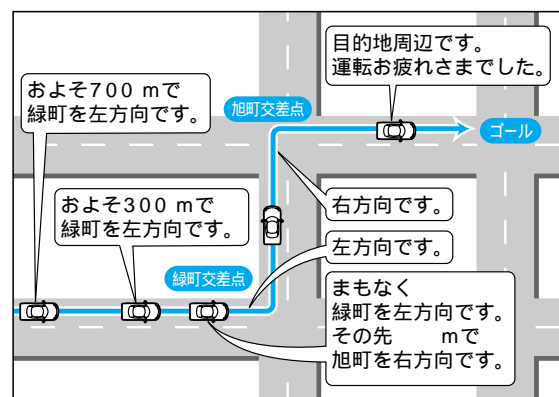 目的地周辺です。
運転お疲れさまでした。
およそ700 mで
緑町を左方向です。
旭町交差点
ゴール
およそ300 mで
緑町を左方向です。
右方向です。
左方向です。
緑町交差点
まもなく
緑町を左方向です。
その先 mで
旭町を右方向です。